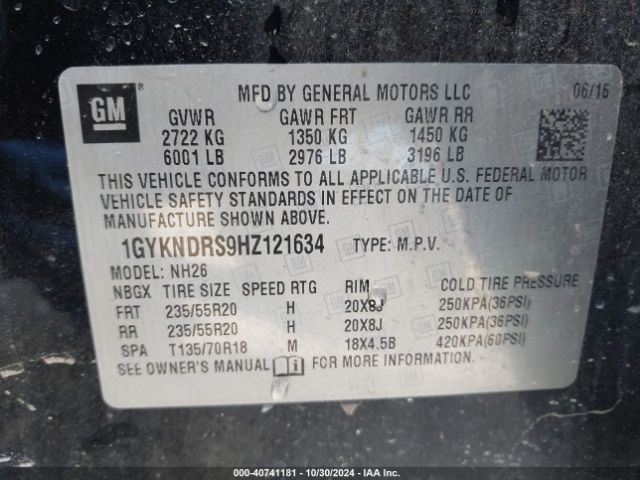 GM ® MFD BY GENERAL MOTORS LLC 06/16
GVWR GAWR FRT GAWR RR
2722 KG 1350 KG 1450 KG
6001 LB 2976 LB 3196 LB
THIS VEHICLE CONFORMS TO ALL APPLICABLE U.S. FEDERAL MOTOR
VEHICLE SAFETY STANDARDS IN EFFECT ON THE DATE OF
MANUFACTURE SHOWN ABOVE.
1GYKNDRS9HZ121634 TYPE: M.P.V.
MODEL: NH26
NBGX TIRE SIZE SPEED RTG RIM COLD TIRE PRESSURE
FRT 235/55R20 H 20X8J 250KPA(36PSI)
RR 235/55R20 H 20X8J 250KPA(36PSI)
SPA T135/70R18 M 18X4.5B 420KPA(60PSI)
SEE OWNER'S MANUAL i FOR MORE INFORMATION
000-40741181 - 10/30/2024 - IAA Inc.